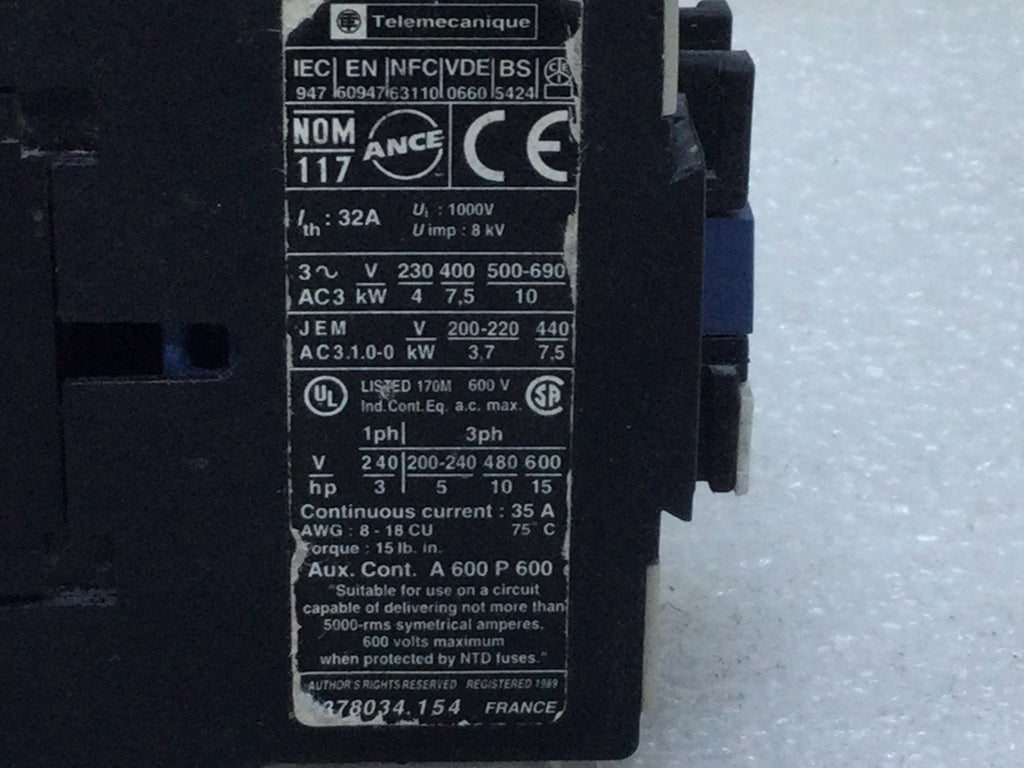 Telemecanique
IEC EN NFC VDE BS CE
947 60947 63110 0660 5424
NOM ANCE CE
117
Ith : 32A Ui : 1000V
U imp : 8 kV
3~ V 230 400 500-690
AC3 kW 4 7,5 10
JEM V 200-220 440
AC3.1.0-0 kW 3,7 7,5
UL LISTED 170M 600 V SA
Ind.Cont.Eq. a.c. max.
1ph 3ph
V 240 200-240 480 600
hp 3 5 10 15
Continuous current : 35 A
AWG : 8 - 18 CU 75° C
Torque : 15 lb. in.
Aux. Cont. A 600 P 600
"Suitable for use on a circuit
capable of delivering not more than
5000-rms symetrical amperes.
600 volts maximum
when protected by NTD fuses."
AUTHOR'S RIGHTS RESERVED REGISTERED 1989
378034.154 FRANCE